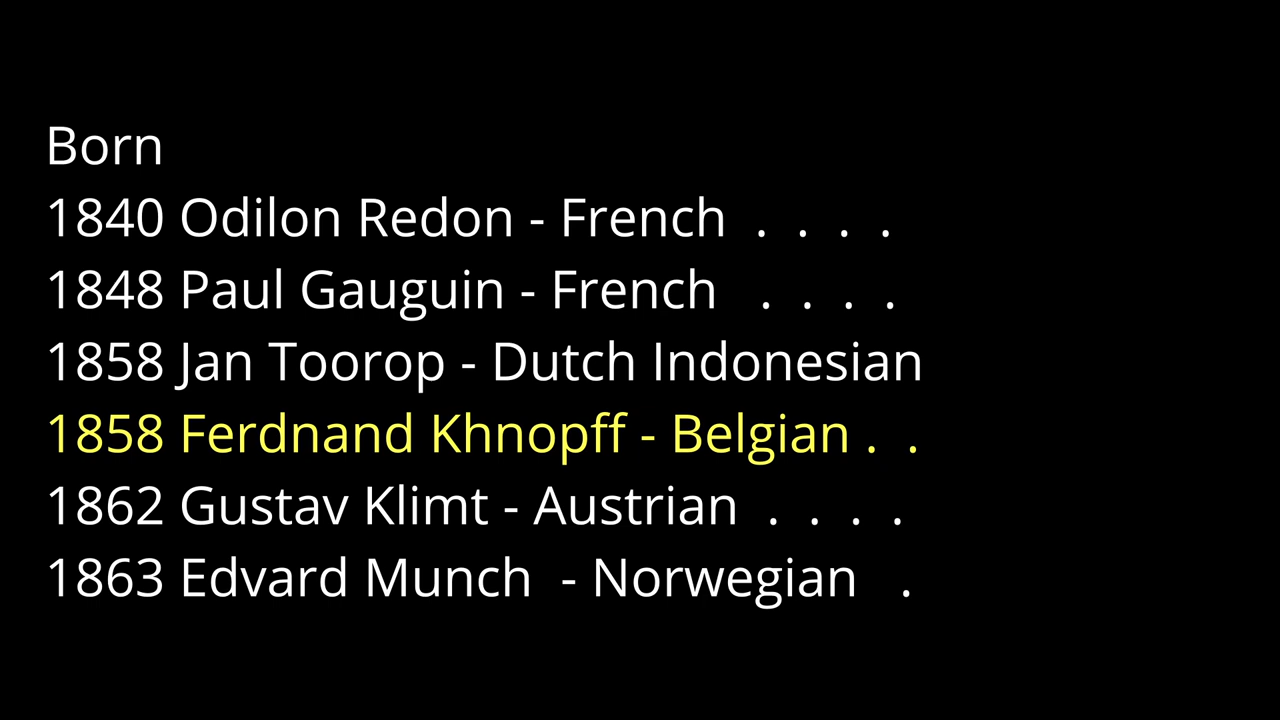 Born
1840 Odilon Redon - French  .  .  .  .
1848 Paul Gauguin - French   .  .  .  .
1858 Jan Toorop - Dutch Indonesian
1858 Ferdnand Khnopff - Belgian .  .
1862 Gustav Klimt - Austrian  .  .  .  .
1863 Edvard Munch  - Norwegian   .